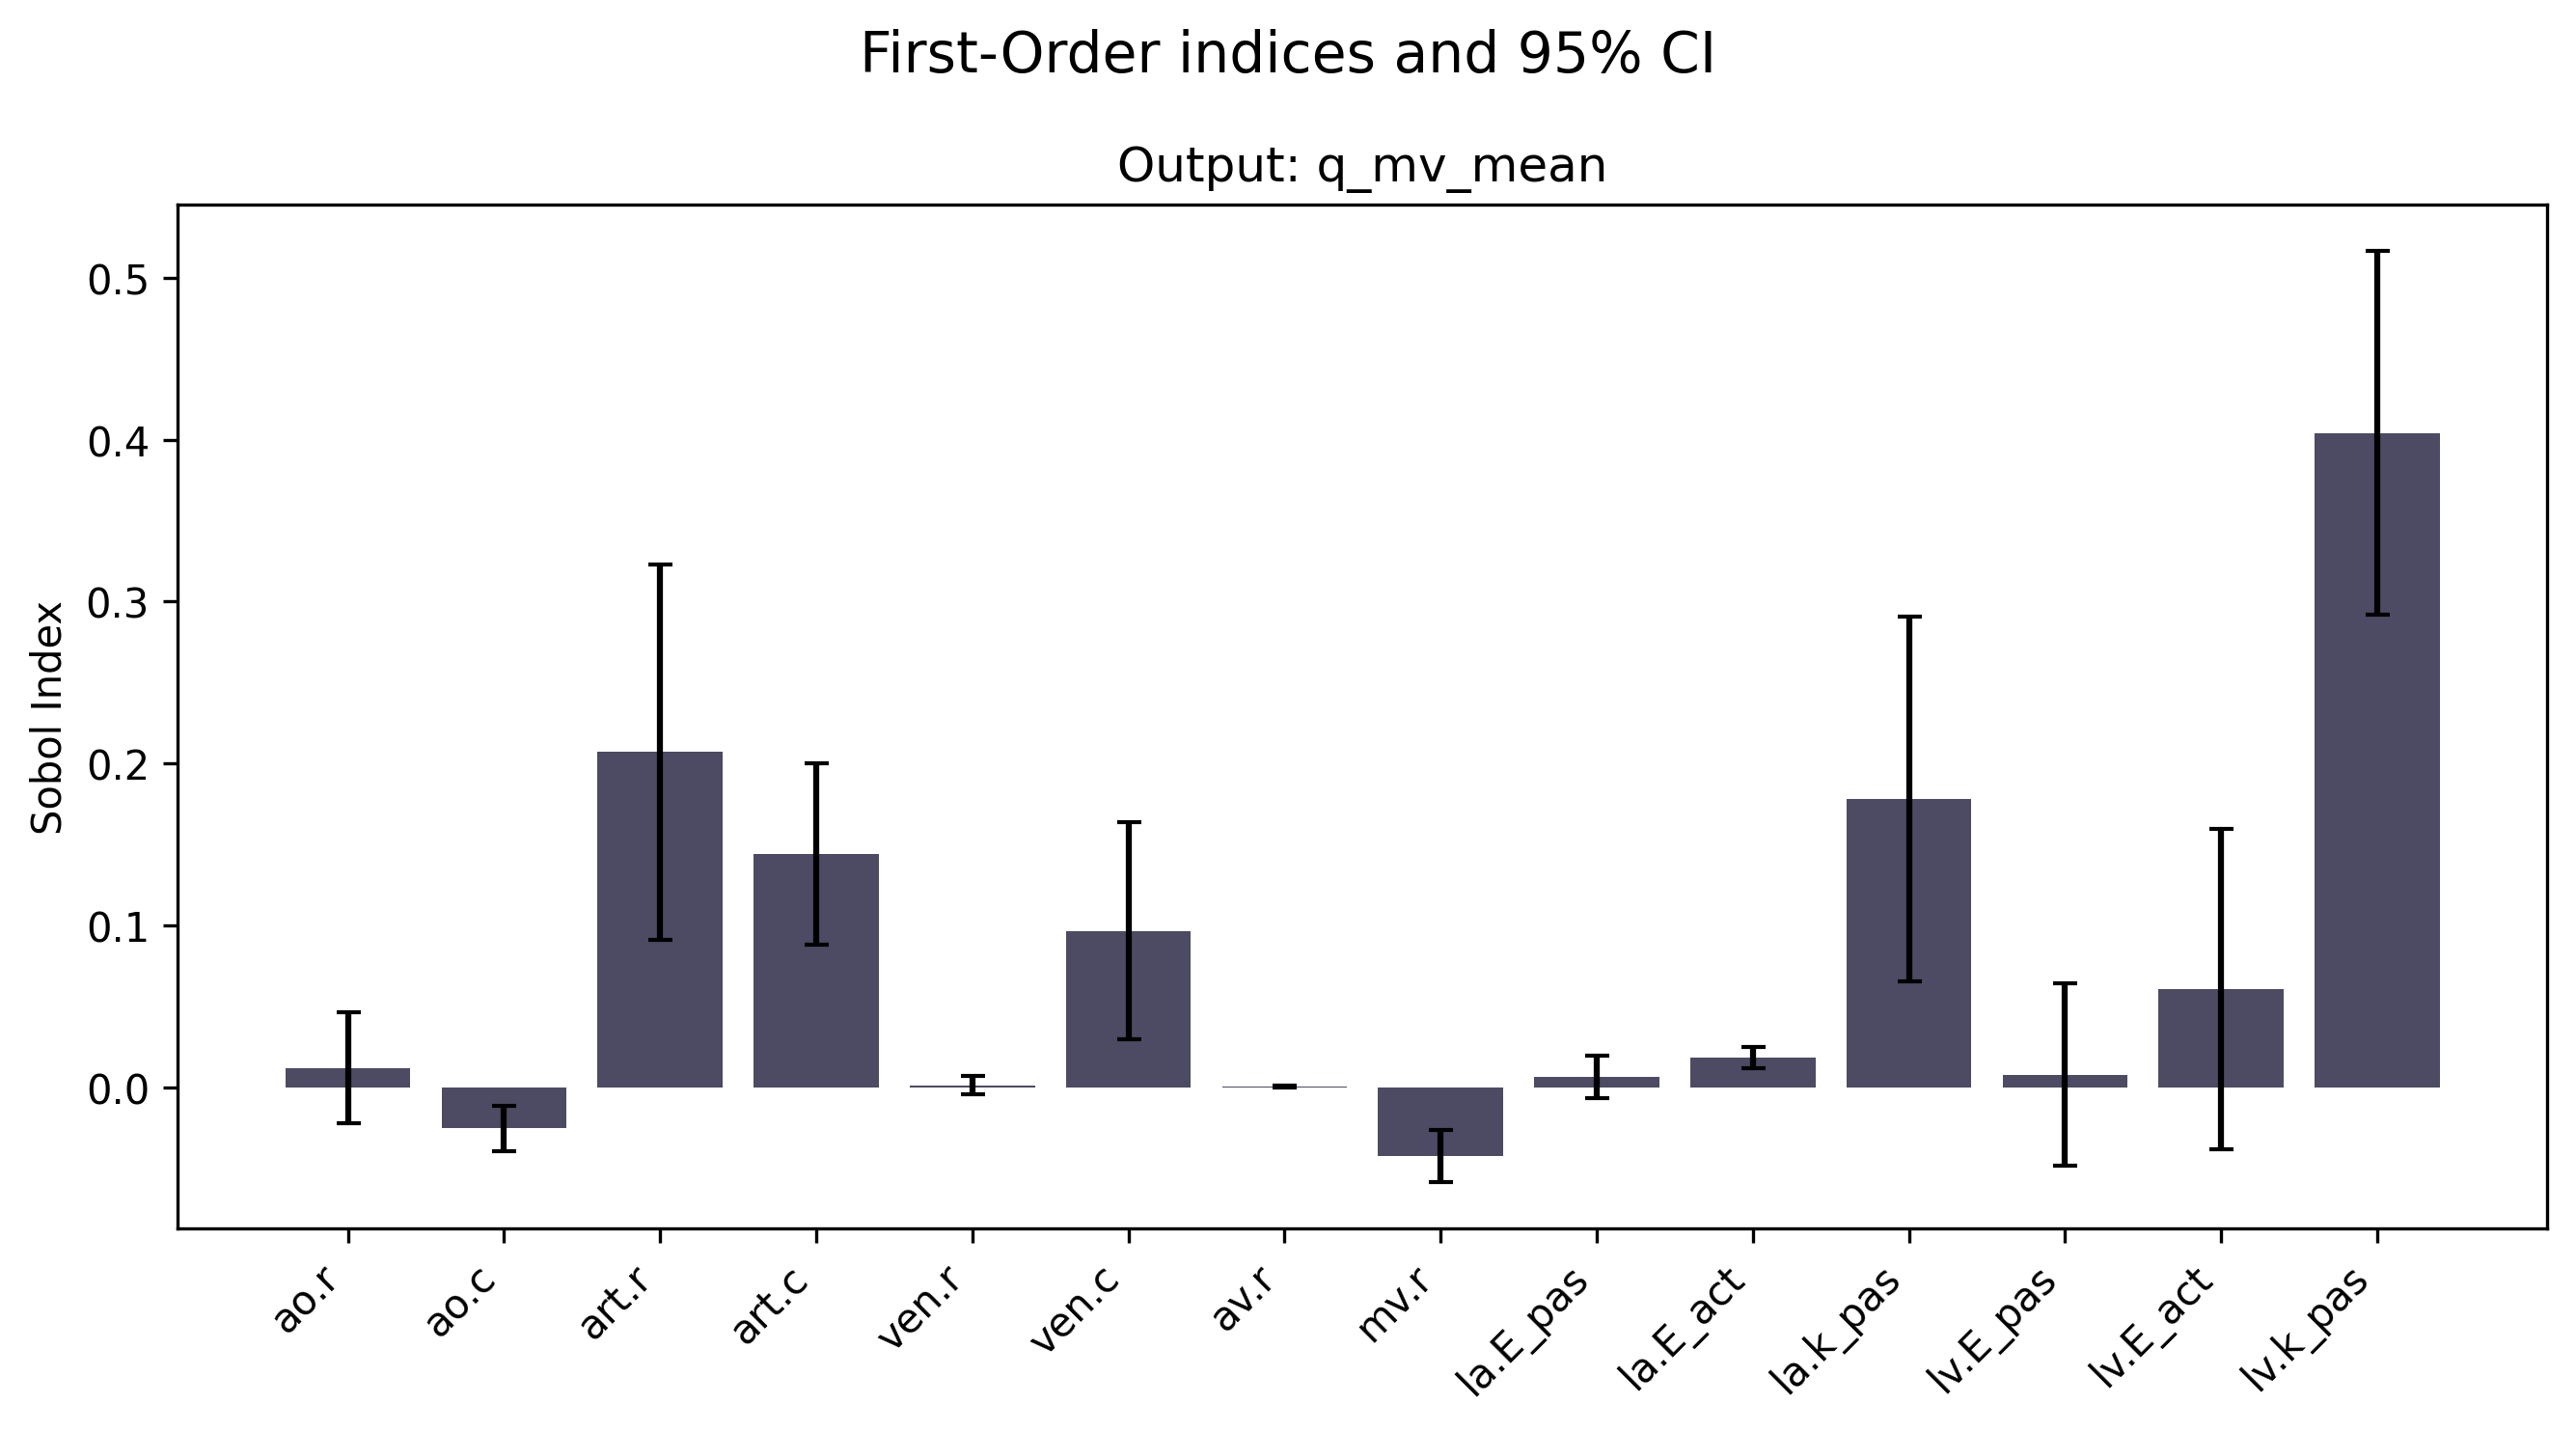 First-Order indices and 95% CI
Output: q_mv_mean
Sobol Index
0.5
0.4
0.3
0.2
0.1
0.0
ao.r
ao.c
art.r
art.c
ven.r
ven.c
av.r
mv.r
la.E_pas
la.E_act
la.k_pas
lv.E_pas
lv.E_act
lv.k_pas